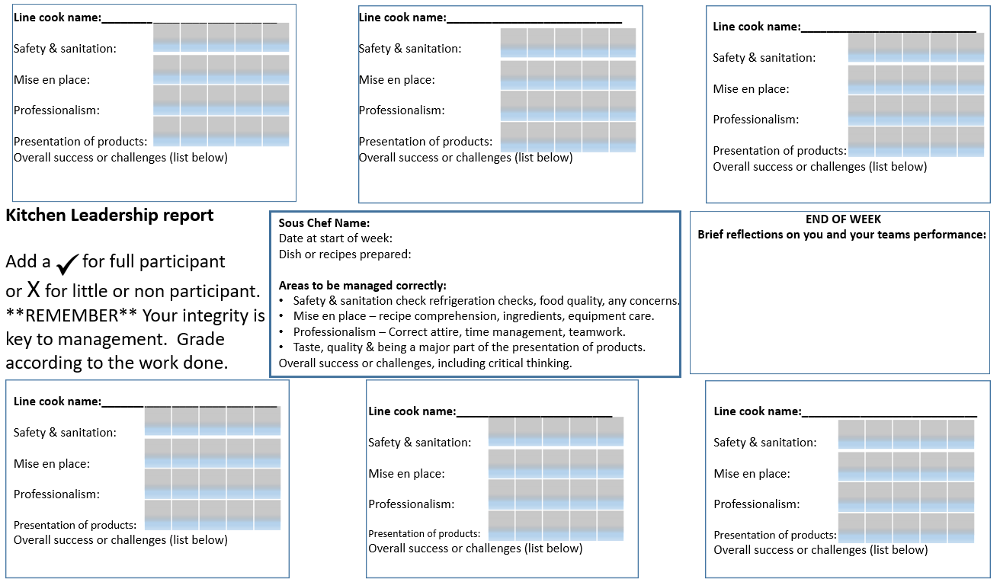 Line cook name:___________________________
Safety & sanitation:
Mise en place:
Professionalism:
Presentation of products:
Overall success or challenges (list below)
Line cook name:___________________________
Safety & sanitation:
Mise en place:
Professionalism:
Presentation of products:
Overall success or challenges (list below)
Line cook name:___________________________
Safety & sanitation:
Mise en place:
Professionalism:
Presentation of products:
Overall success or challenges (list below)
Kitchen Leadership report
Add a ✓ for full participant
or X for little or non participant.
**REMEMBER** Your integrity is
key to management.  Grade
according to the work done.
Sous Chef Name:
Date at start of week:
Dish or recipes prepared:
Areas to be managed correctly:
• Safety & sanitation check refrigeration checks, food quality, any concerns.
• Mise en place – recipe comprehension, ingredients, equipment care.
• Professionalism – Correct attire, time management, teamwork.
• Taste, quality & being a major part of the presentation of products.
Overall success or challenges, including critical thinking.
END OF WEEK
Brief reflections on you and your teams performance:
Line cook name:___________________________
Safety & sanitation:
Mise en place:
Professionalism:
Presentation of products:
Overall success or challenges (list below)
Line cook name:________________________
Safety & sanitation:
Mise en place:
Professionalism:
Presentation of products:
Overall success or challenges (list below)
Line cook name:___________________________
Safety & sanitation:
Mise en place:
Professionalism:
Presentation of products:
Overall success or challenges (list below)